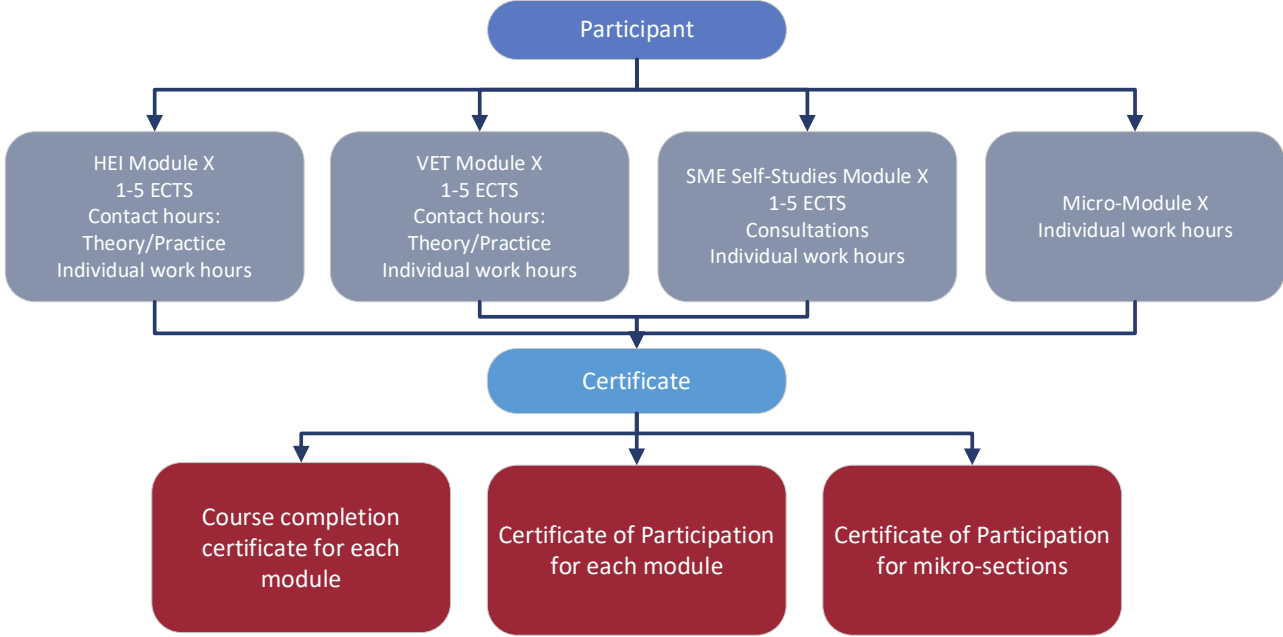 Participant
HEI Module X
1-5 ECTS
Contact hours:
Theory/Practice
Individual work hours
VET Module X
1-5 ECTS
Contact hours:
Theory/Practice
Individual work hours
SME Self-Studies Module X
1-5 ECTS
Consultations
Individual work hours
Micro-Module X
Individual work hours
Certificate
Course completion
certificate for each
module
Certificate of Participation
for each module
Certificate of Participation
for mikro-sections